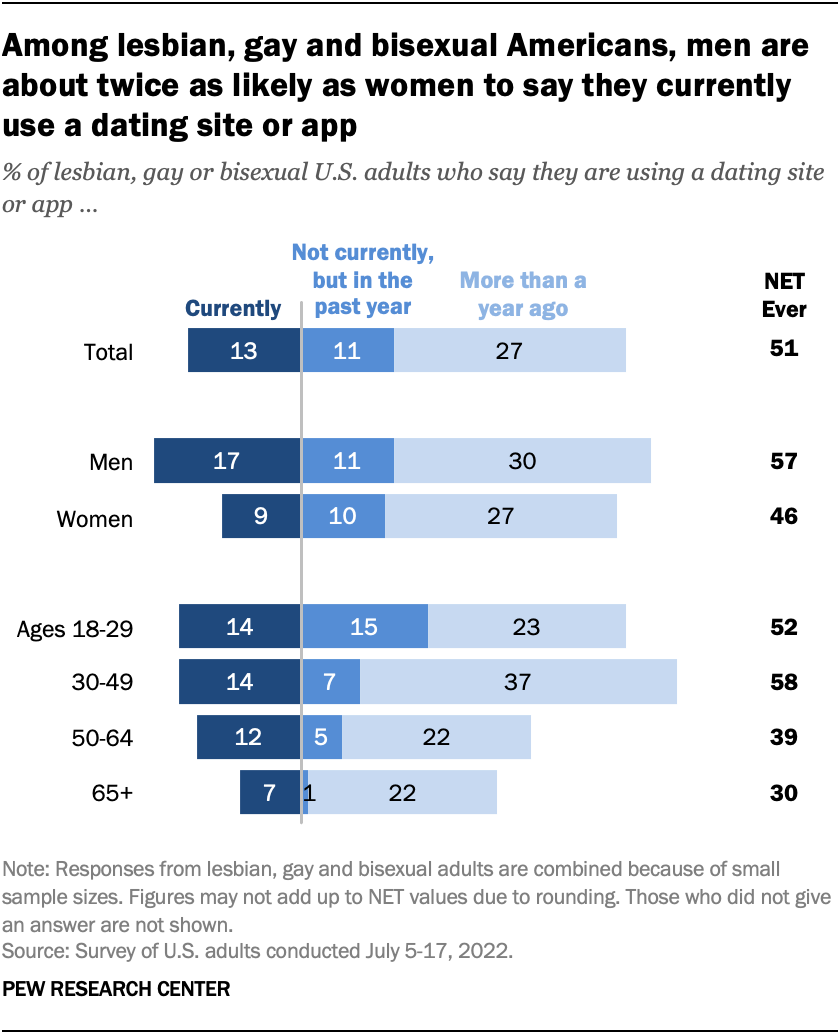 Among lesbian, gay and bisexual Americans, men are
about twice as likely as women to say they currently
use a dating site or app
% of lesbian, gay or bisexual U.S. adults who say they are using a dating site
or app ...
Currently
Not currently,
but in the
past year
More than a
year ago
NET
Ever
Total 13 11 27 51
Men 17 11 30 57
Women 9 10 27 46
Ages 18-29 14 15 23 52
30-49 14 7 37 58
50-64 12 5 22 39
65+ 7 1 22 30
Note: Responses from lesbian, gay and bisexual adults are combined because of small
sample sizes. Figures may not add up to NET values due to rounding. Those who did not give
an answer are not shown.
Source: Survey of U.S. adults conducted July 5-17, 2022.
PEW RESEARCH CENTER